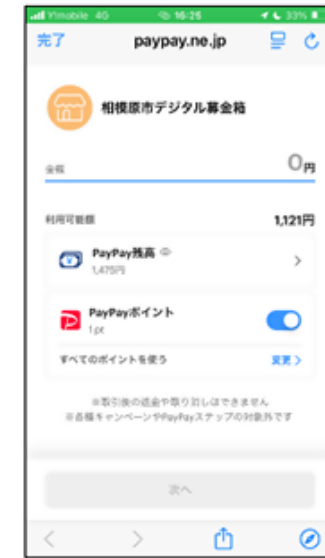 Y!mobile 4G 16:25 33%
完了 paypay.ne.jp
相模原市デジタル募金箱
金額 0円
利用可能額 1,121円
PayPay残高
1,475円
PayPayポイント
1 pt
すべてのポイントを使う 変更
※取引後の返金や取り消しはできません
※各種キャンペーンやPayPayステップの対象外です
次へ